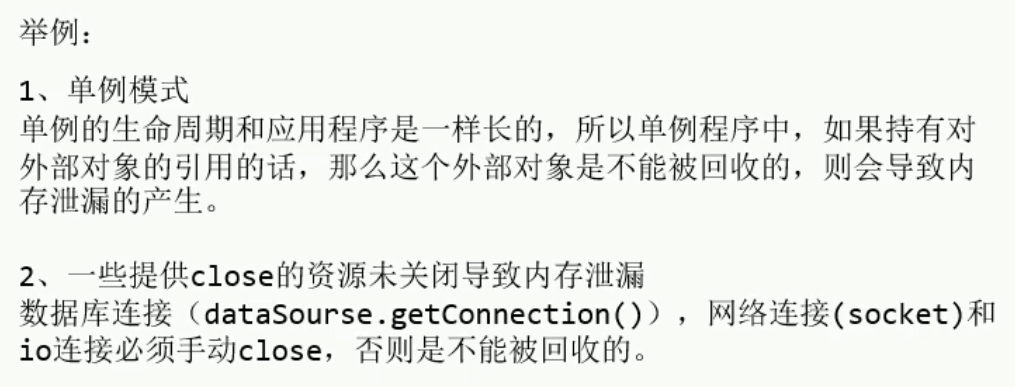 举例：
1、单例模式
单例的生命周期和应用程序是一样长的，所以单例程序中，如果持有对
外部对象的引用的话，那么这个外部对象是不能被回收的，则会导致内
存泄漏的产生。
2、一些提供close的资源未关闭导致内存泄漏
数据库连接（dataSourse.getConnection()），网络连接(socket)和
io连接必须手动close，否则是不能被回收的。